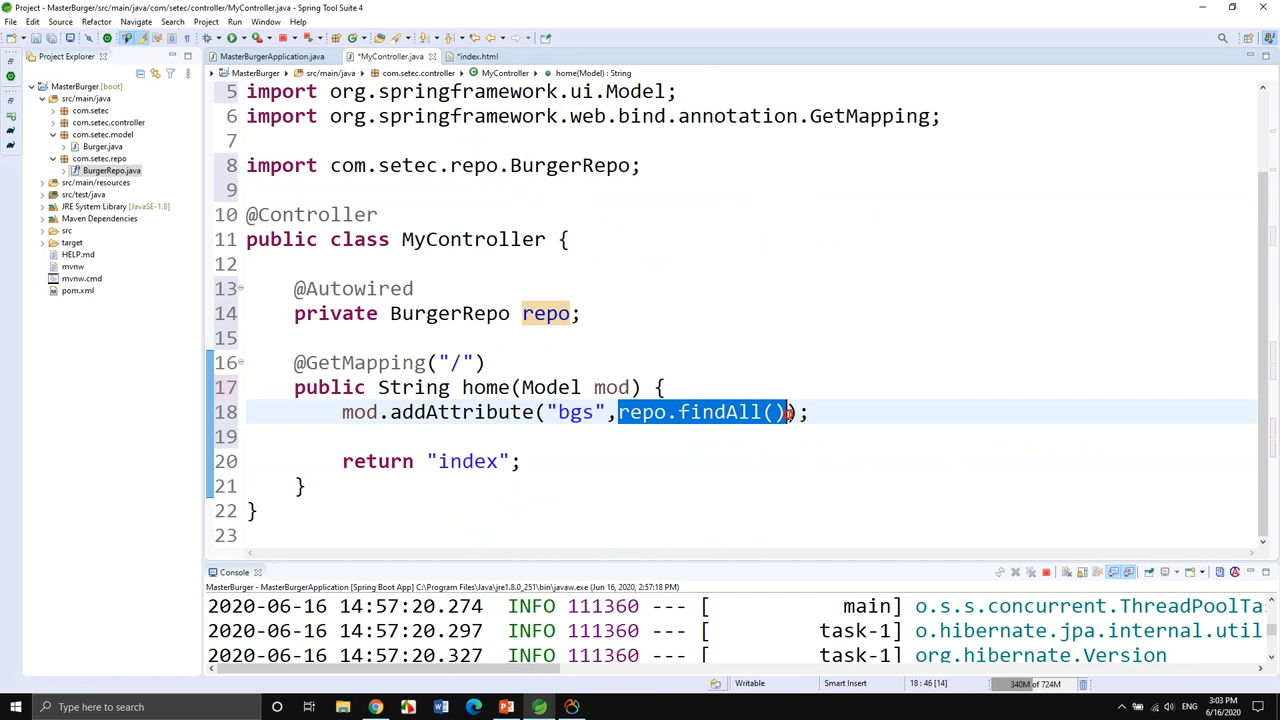 MasterBurger/src/main/java/com/setec/controller/MyController.java - Spring Tool Suite 4
File Edit Source Refactor Navigate Search Project Run Window Help
Project Explorer
MasterBurgerApplication.java *MyController.java *index.html
MasterBurger src/main/java com.setec.controller MyController home(Model) : String
MasterBurger [boot]
src/main/java
com.setec
com.setec.controller
com.setec.model
Burger.java
com.setec.repo
BurgerRepo.java
src/main/resources
src/test/java
JRE System Library [JavaSE-1.8]
Maven Dependencies
src
target
HELP.md
mvnw
mvnw.cmd
pom.xml
5 import org.springframework.ui.Model;
6 import org.springframework.web.bind.annotation.GetMapping;
7
8 import com.setec.repo.BurgerRepo;
9
10 @Controller
11 public class MyController {
12
13 @Autowired
14 private BurgerRepo repo;
15
16 @GetMapping("/")
17 public String home(Model mod) {
18 mod.addAttribute("bgs",repo.findAll());
19
20 return "index";
21 }
22 }
23
Console
MasterBurger - MasterBurgerApplication [Spring Boot App] C:\Program Files\Java\jre1.8.0_251\bin\javaw.exe (Jun 16, 2020, 2:57:18 PM)
2020-06-16 14:57:20.274 INFO 111360 --- [ main] o.s.s.concurrent.ThreadPoolTas
2020-06-16 14:57:20.297 INFO 111360 --- [ task-1] o.hibernate.jpa.internal.util
2020-06-16 14:57:20.327 INFO 111360 --- [ task-1] org.hibernate.Version
Writable Smart Insert 18 : 46 [14] 340M of 724M
Type here to search
ENG
3:03 PM
6/16/2020